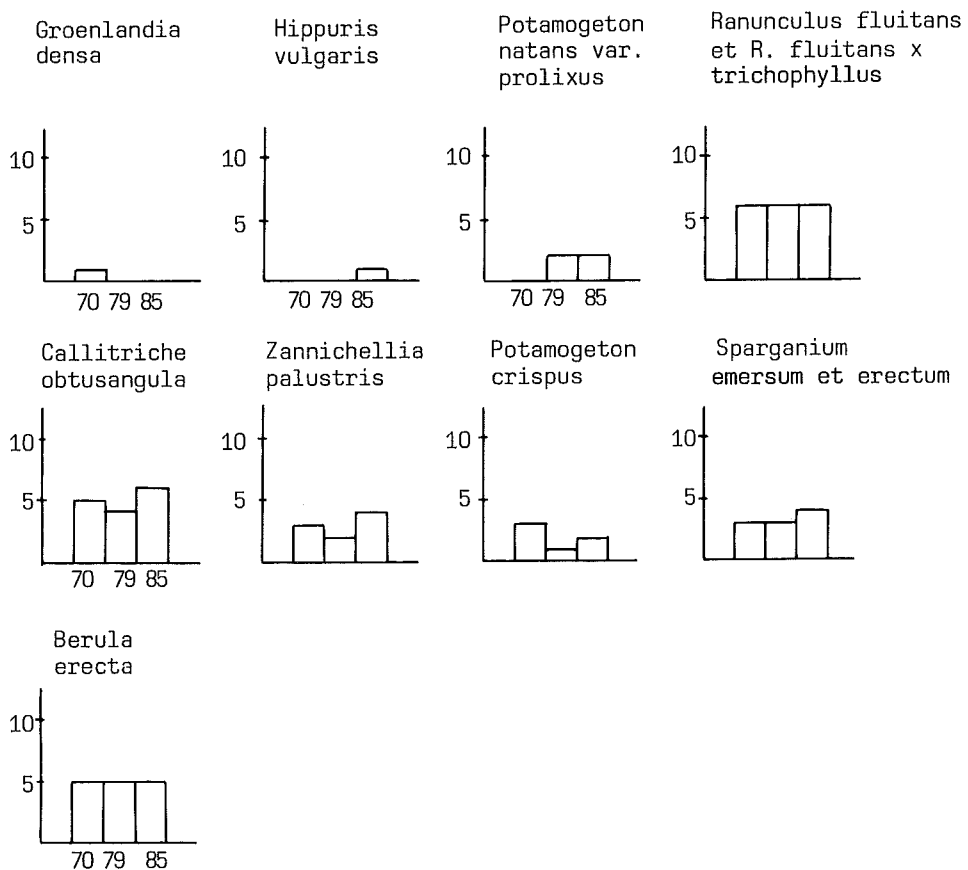 Groenlandia
densa
10
5
70 79 85
Hippuris
vulgaris
10
5
70 79 85
Potamogeton
natans var.
prolixus
10
5
70 79 85
Ranunculus fluitans
et R. fluitans x
trichophyllus
10
5
Callitriche
obtusangula
10
5
70 79 85
Zannichellia
palustris
10
5
Potamogeton
crispus
10
5
Sparganium
emersum et erectum
10
5
Berula
erecta
10
5
70 79 85